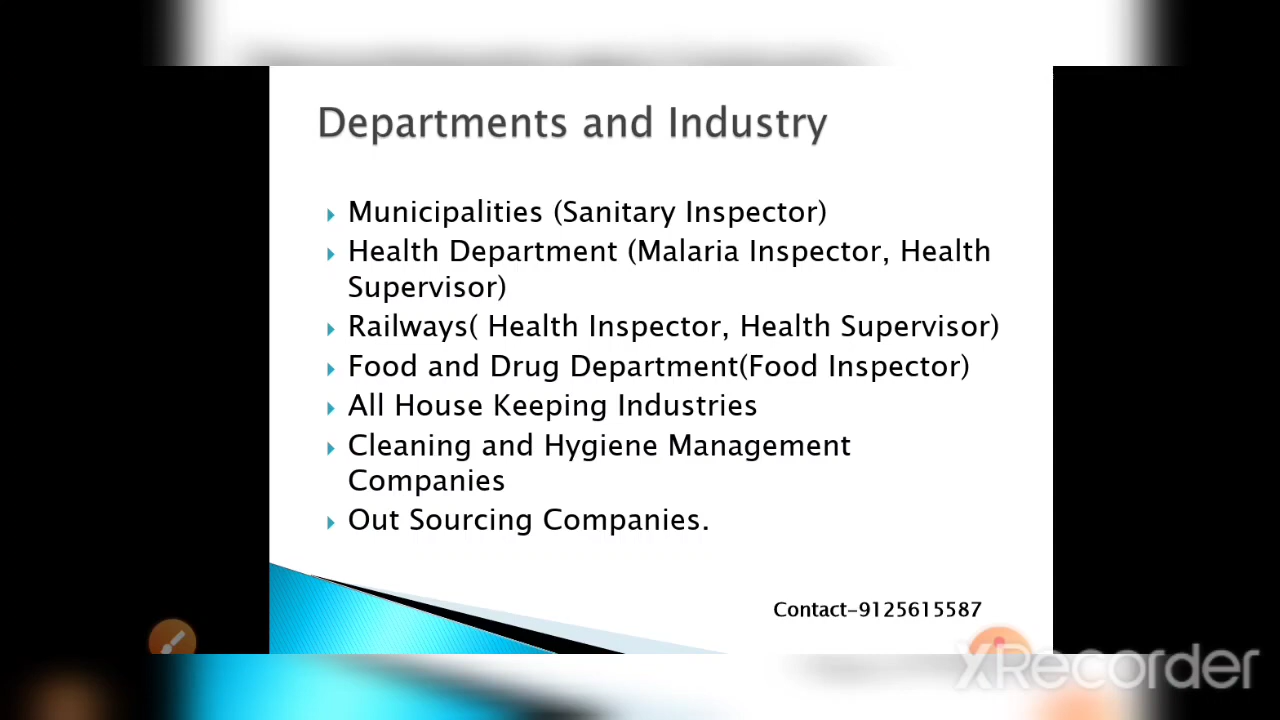 Departments and Industry
Municipalities (Sanitary Inspector)
Health Department (Malaria Inspector, Health
Supervisor)
Railways( Health Inspector, Health Supervisor)
Food and Drug Department(Food Inspector)
All House Keeping Industries
Cleaning and Hygiene Management
Companies
Out Sourcing Companies.
Contact-9125615587
XRecorder